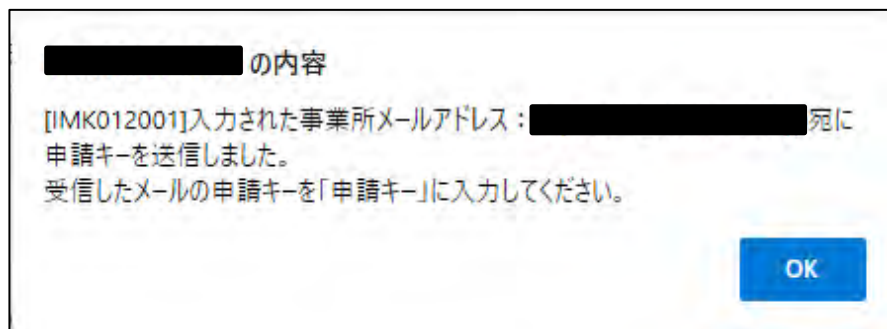 の内容
[IMK012001]入力された事業所メールアドレス：宛に
申請キーを送信しました。
受信したメールの申請キーを「申請キー」に入力してください。
OK